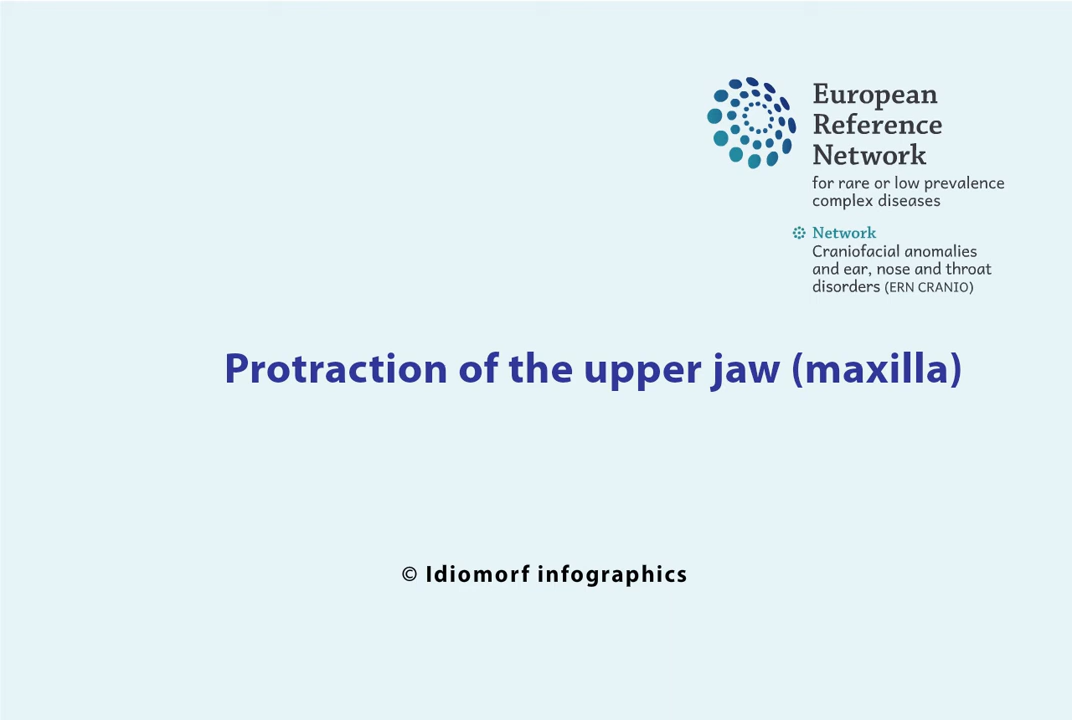 European
Reference
Network
for rare or low prevalence
complex diseases
Network
Craniofacial anomalies
and ear, nose and throat
disorders (ERN CRANIO)
Protraction of the upper jaw (maxilla)
© Idiomorf infographics